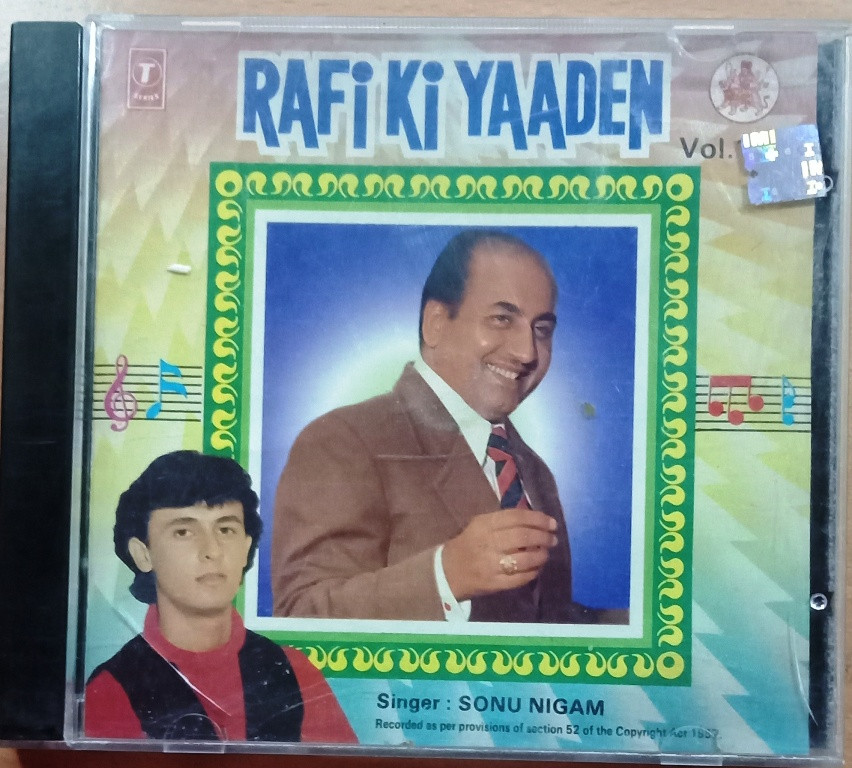 T
SERIES
RAFi Ki YAADEN
Vol.
IMI
Singer : SONU NIGAM
Recorded as per provisions of section 52 of the Copyright Act